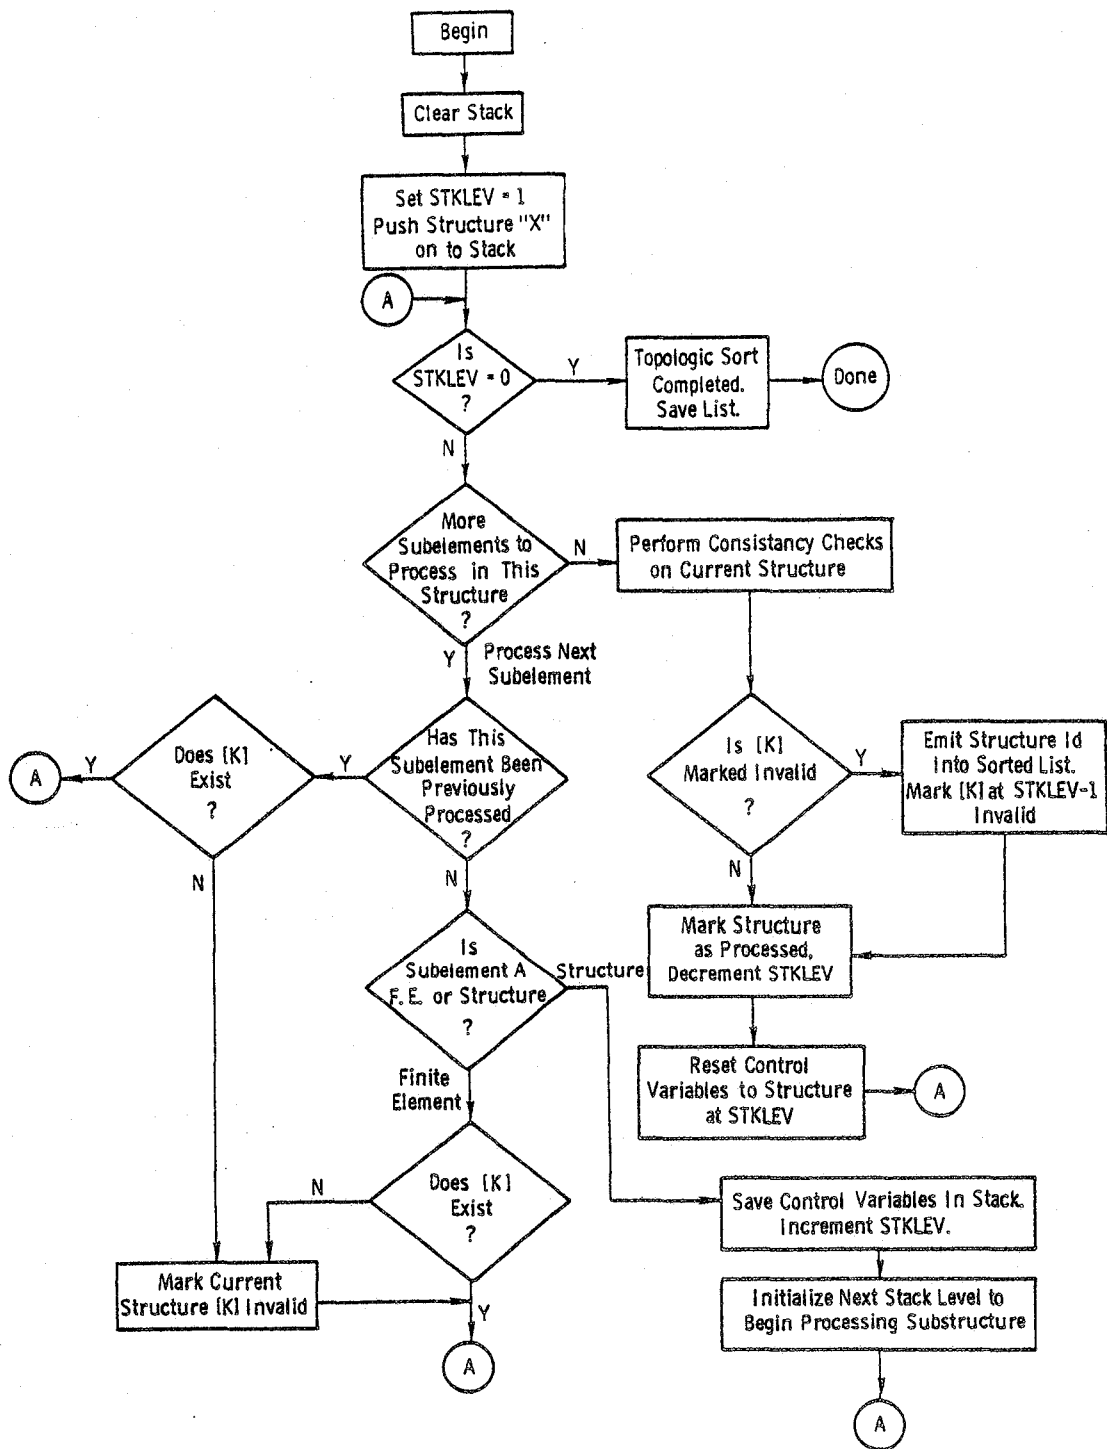 Begin
Clear Stack
Set STKLEV = 1
Push Structure "X"
on to Stack
A
Is
STKLEV = 0
?
Y
Topologic Sort
Completed.
Save List.
Done
N
More
Subelements to
Process in This
Structure
?
N
Perform Consistancy Checks
on Current Structure
Y
Process Next
Subelement
Has This
Subelement Been
Previously
Processed
?
Y
Does [K]
Exist
?
Y
A
N
Is [K]
Marked Invalid
?
Y
Emit Structure Id
Into Sorted List.
Mark [K] at STKLEV-1
Invalid
N
Mark Structure
as Processed,
Decrement STKLEV
Reset Control
Variables to Structure
at STKLEV
A
N
Is
Subelement A
F. E. or Structure
?
Structure
Finite
Element
Does [K]
Exist
?
N
Mark Current
Structure [K] Invalid
Y
A
Save Control Variables In Stack.
Increment STKLEV.
Initialize Next Stack Level to
Begin Processing Substructure
A